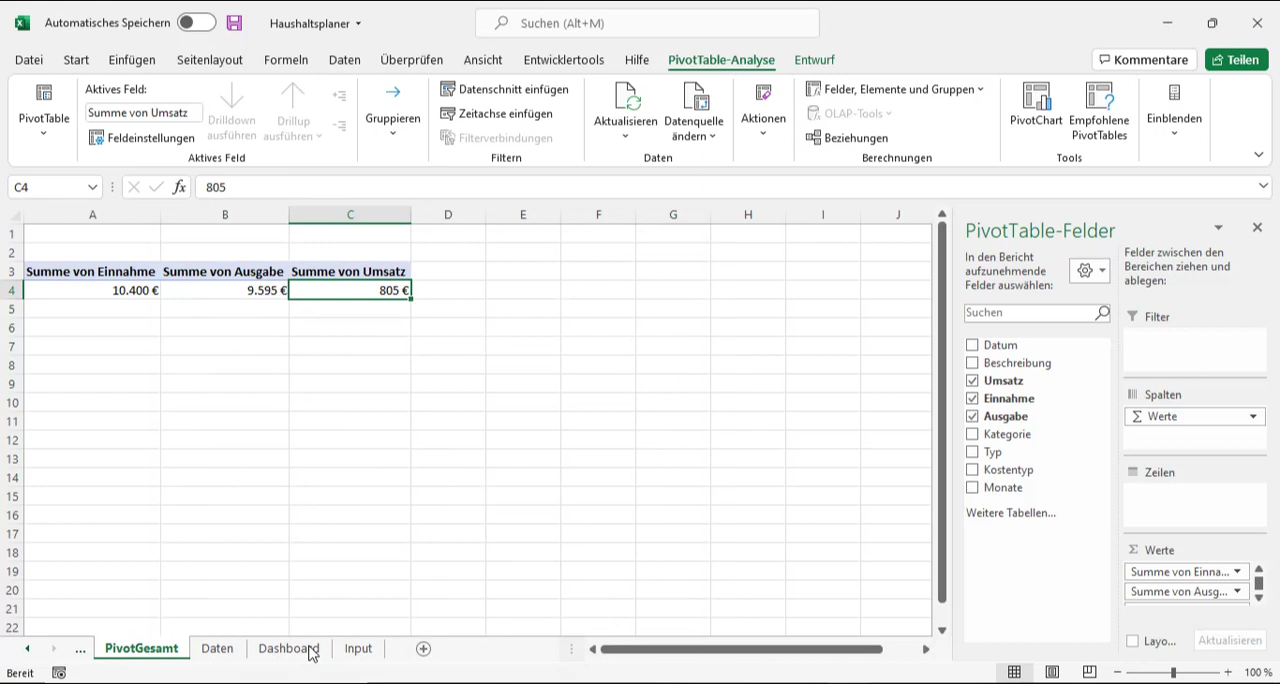 Automatisches Speichern
Haushaltsplaner
Suchen (Alt+M)
Datei Start Einfügen Seitenlayout Formeln Daten Überprüfen Ansicht Entwicklertools Hilfe PivotTable-Analyse Entwurf Kommentare Teilen
PivotTable
Aktives Feld:
Summe von Umsatz
Feldeinstellungen
Drilldown
ausführen
Drillup
ausführen
Aktives Feld
Gruppieren
Datenschnitt einfügen
Zeitachse einfügen
Filterverbindungen
Filtern
Aktualisieren
Datenquelle
ändern
Daten
Aktionen
Felder, Elemente und Gruppen
OLAP-Tools
Beziehungen
Berechnungen
PivotChart
Empfohlene
PivotTables
Tools
Einblenden
C4 fx 805
A B C D E F G H I J
1
2
3 Summe von Einnahme Summe von Ausgabe Summe von Umsatz
4 10.400 € 9.595 € 805 €
5
6
7
8
9
10
11
12
13
14
15
16
17
18
19
20
21
22
PivotTable-Felder
In den Bericht
aufzunehmende
Felder auswählen:
Suchen
Datum
Beschreibung
Umsatz
Einnahme
Ausgabe
Kategorie
Typ
Kostentyp
Monate
Weitere Tabellen...
Felder zwischen den
Bereichen ziehen und
ablegen:
Filter
Spalten
Σ Werte
Zeilen
Σ Werte
Summe von Einna...
Summe von Ausg...
Layo... Aktualisieren
... PivotGesamt Daten Dashboard Input
Bereit
100 %